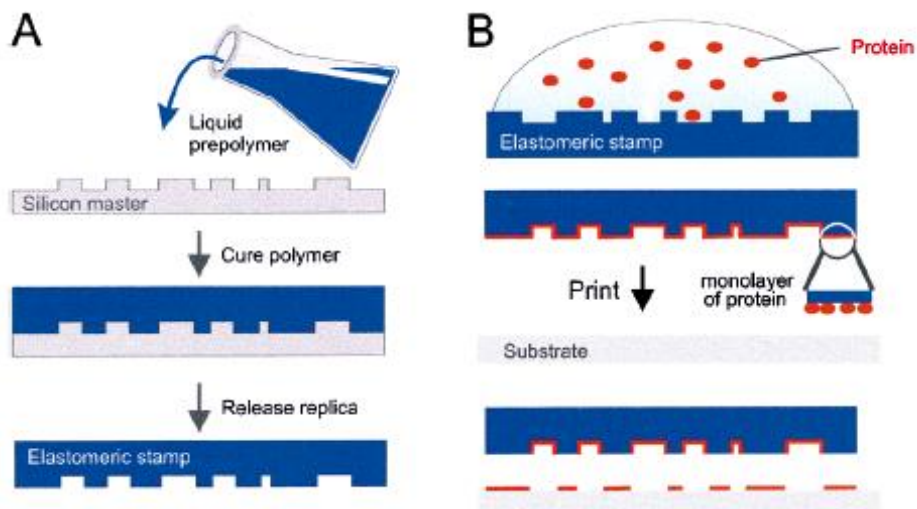 A
Liquid
prepolymer
Silicon master
Cure polymer
Release replica
Elastomeric stamp
B
Protein
Elastomeric stamp
Print
monolayer
of protein
Substrate